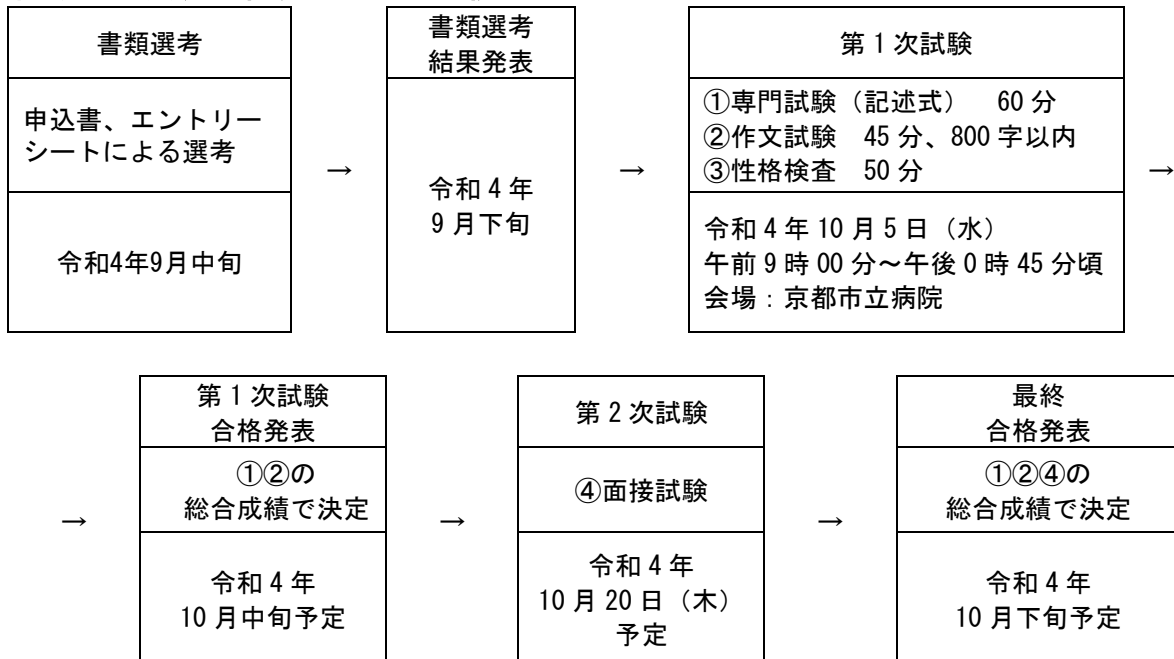 書類選考
申込書、エントリー
シートによる選考
令和4年9月中旬
→
書類選考
結果発表
令和4年
9月下旬
→
第1次試験
①専門試験(記述式) 60分
②作文試験 45分、800字以内
③性格検査 50分
令和4年10月5日(水)
午前9時00分~午後0時45分頃
会場:京都市立病院
→
→
第1次試験
合格発表
①②の
総合成績で決定
令和4年
10月中旬予定
→
第2次試験
④面接試験
令和4年
10月20日(木)
予定
→
最終
合格発表
①②④の
総合成績で決定
令和4年
10月下旬予定